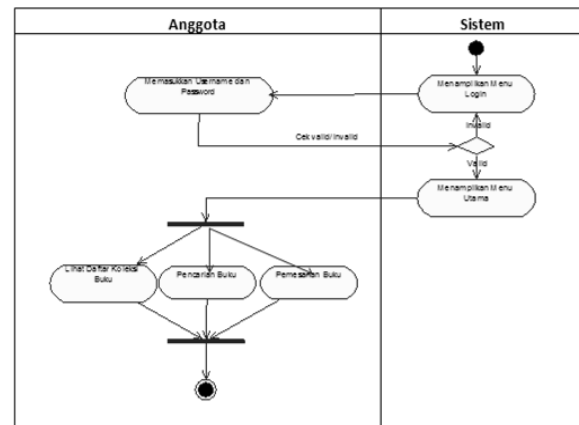 Anggota
Sistem
Menampilkan Menu
Login
Memasukkan Username dan
Password
Invalid
Cek valid/Invalid
Valid
Menampilkan Menu
Utama
Lihat Daftar Koleksi
Buku
Pencarian Buku
Pemesanan Buku